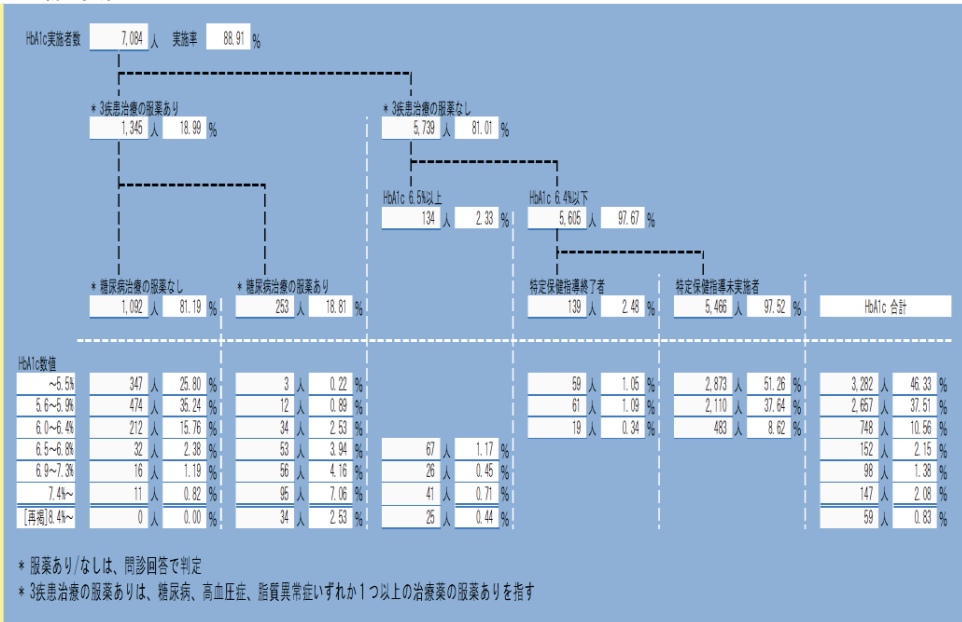 HbA1c実施者数 7,084 人 実施率 88.91 %
* 3疾患治療の服薬あり * 3疾患治療の服薬なし
1,345 人 18.99 % 5,739 人 81.01 %
HbA1c 6.5%以上 HbA1c 6.4%以下
134 人 2.33 % 5,605 人 97.67 %
* 糖尿病治療の服薬なし * 糖尿病治療の服薬あり 特定保健指導終了者 特定保健指導未実施者
1,092 人 81.19 % 253 人 18.81 % 139 人 2.48 % 5,466 人 97.52 % HbA1c 合計
HbA1c数値
～5.5% 347 人 25.80 % 3 人 0.22 % 59 人 1.05 % 2,873 人 51.26 % 3,282 人 46.33 %
5.6～5.9% 474 人 35.24 % 12 人 0.89 % 61 人 1.09 % 2,110 人 37.64 % 2,657 人 37.51 %
6.0～6.4% 212 人 15.76 % 34 人 2.53 % 19 人 0.34 % 483 人 8.62 % 748 人 10.56 %
6.5～6.8% 32 人 2.38 % 53 人 3.94 % 67 人 1.17 % 152 人 2.15 %
6.9～7.3% 16 人 1.19 % 56 人 4.16 % 26 人 0.45 % 98 人 1.38 %
7.4%～ 11 人 0.82 % 95 人 7.06 % 41 人 0.71 % 147 人 2.08 %
[再掲]8.4%～ 0 人 0.00 % 34 人 2.53 % 25 人 0.44 % 59 人 0.83 %
* 服薬あり/なしは、問診回答で判定
* 3疾患治療の服薬ありは、糖尿病、高血圧症、脂質異常症いずれか１つ以上の治療薬の服薬ありを指す